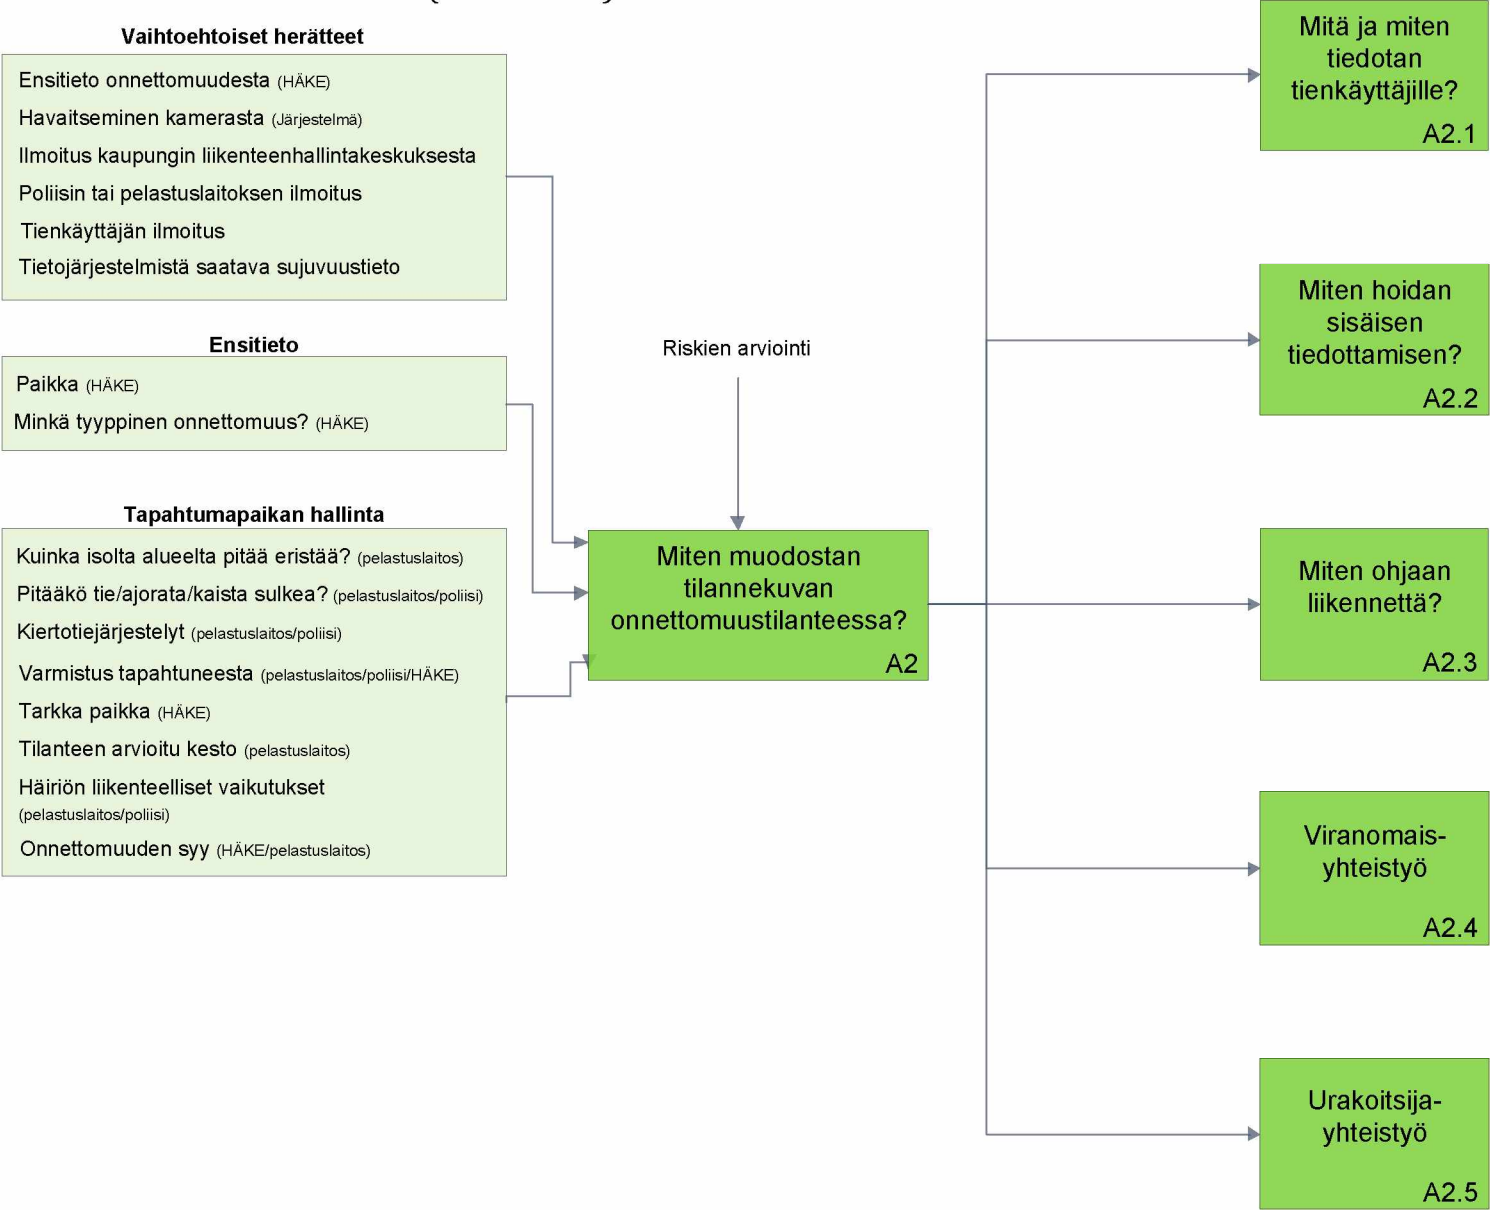 Vaihtoehtoiset herätteet
Ensitieto onnettomuudesta (HÄKE)
Havaitseminen kamerasta (Järjestelmä)
Ilmoitus kaupungin liikenteenhallintakeskuksesta
Poliisin tai pelastuslaitoksen ilmoitus
Tienkäyttäjän ilmoitus
Tietojärjestelmistä saatava sujuvuustieto
Ensitieto
Paikka (HÄKE)
Minkä tyyppinen onnettomuus? (HÄKE)
Tapahtumapaikan hallinta
Kuinka isolta alueelta pitää eristää? (pelastuslaitos)
Pitääkö tie/ajorata/kaista sulkea? (pelastuslaitos/poliisi)
Kiertotiejärjestelyt (pelastuslaitos/poliisi)
Varmistus tapahtuneesta (pelastuslaitos/poliisi/HÄKE)
Tarkka paikka (HÄKE)
Tilanteen arvioitu kesto (pelastuslaitos)
Häiriön liikenteelliset vaikutukset
(pelastuslaitos/poliisi)
Onnettomuuden syy (HÄKE/pelastuslaitos)
Riskien arviointi
Miten muodostan
tilannekuvan
onnettomuustilanteessa?
A2
Mitä ja miten
tiedotan
tienkäyttäjille?
A2.1
Miten hoidan
sisäisen
tiedottamisen?
A2.2
Miten ohjaan
liikennettä?
A2.3
Viranomais-
yhteistyö
A2.4
Urakoitsija-
yhteistyö
A2.5